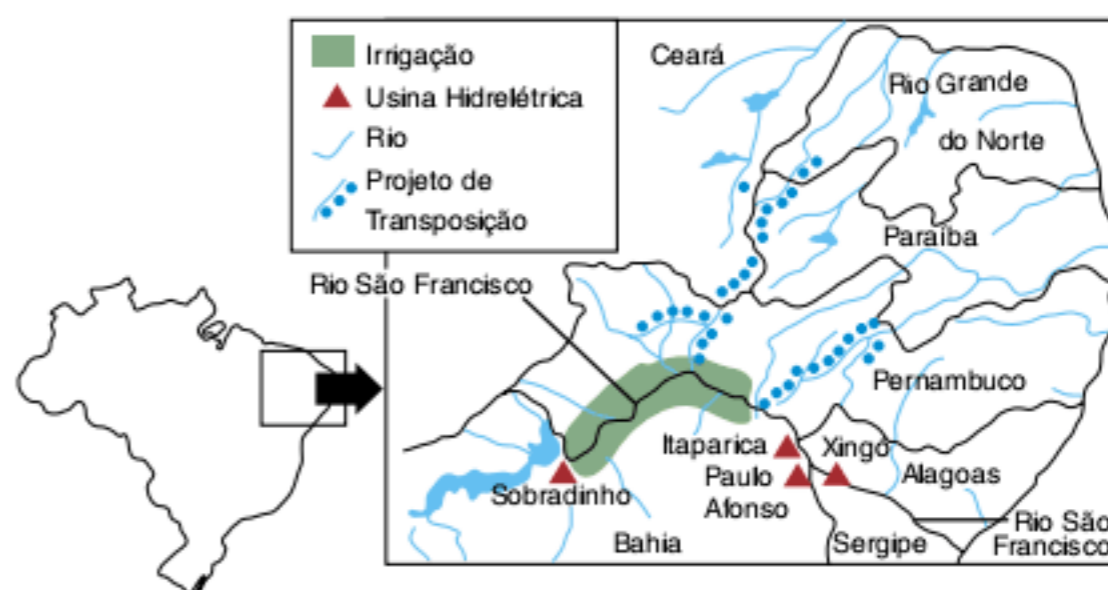 Irrigação
Usina Hidrelétrica
Rio
Projeto de
Transposição
Ceará
Rio Grande
do Norte
Paraíba
Rio São Francisco
Pernambuco
Itaparica
Xingo
Paulo
Afonso
Alagoas
Sobradinho
Bahia
Sergipe
Rio São
Francisco